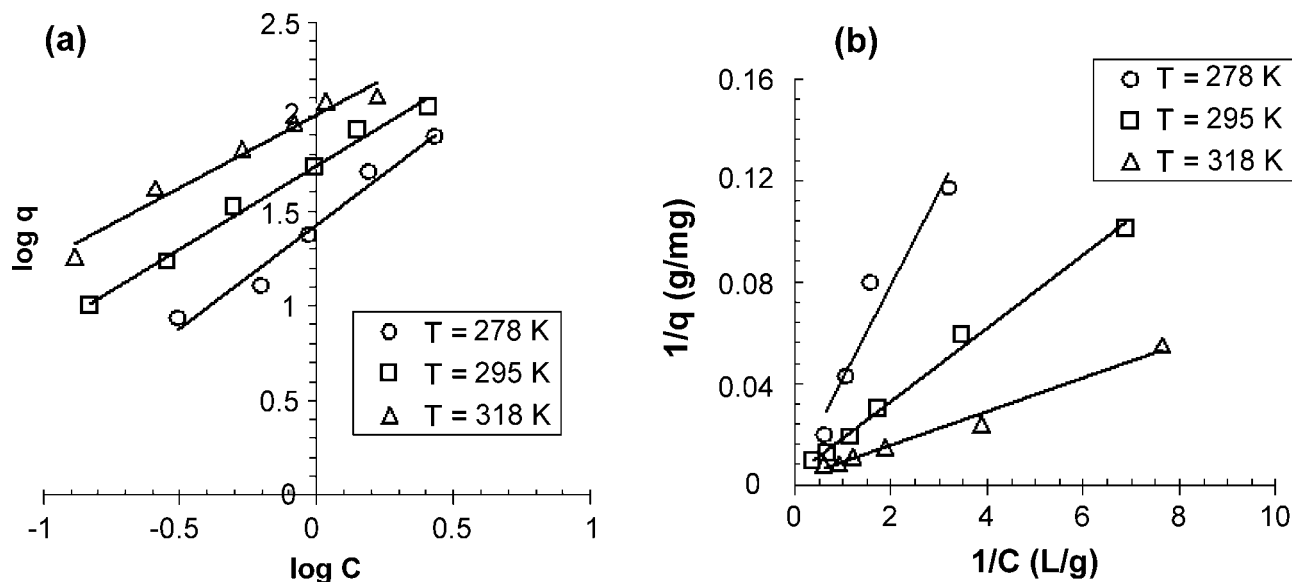 (a)
2.5
2
1.5
1
0.5
0
-1
-0.5
0
0.5
1
log q
log C
T = 278 K
T = 295 K
T = 318 K
(b)
0.16
0.12
0.08
0.04
0
0
2
4
6
8
10
1/q (g/mg)
1/C (L/g)
T = 278 K
T = 295 K
T = 318 K